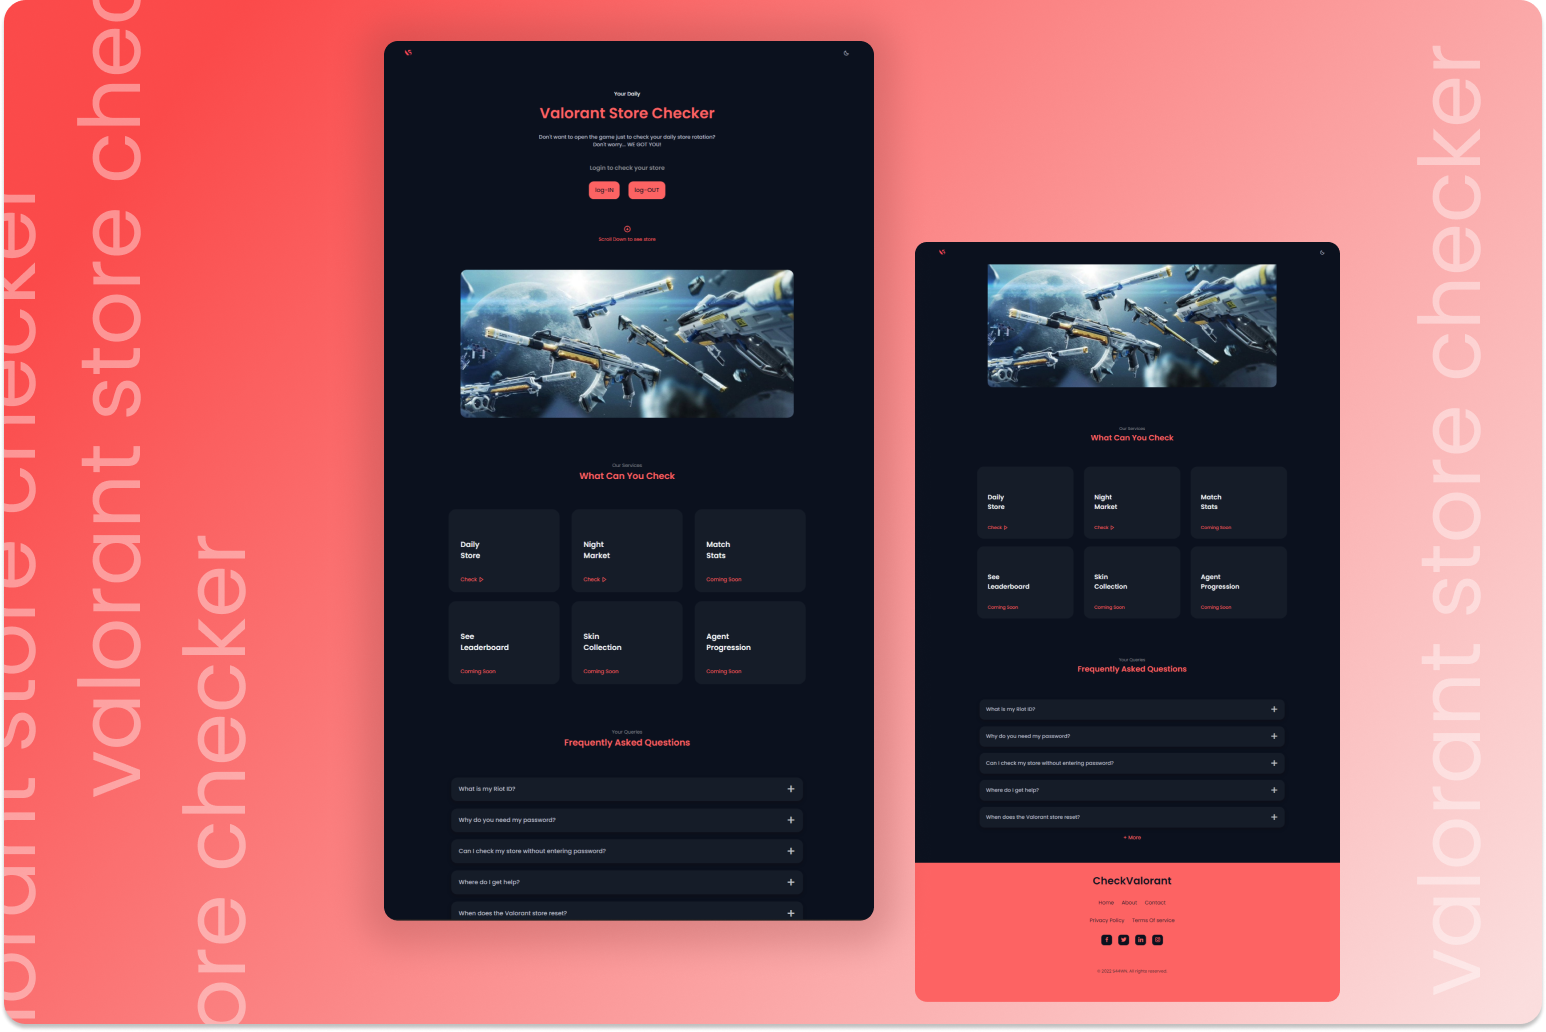 valorant store checker
valorant store checker
store checker
Your Daily
Valorant Store Checker
Don't want to open the game just to check your daily store rotation?
Don't worry... WE GOT YOU!
Login to check your store
log-IN
log-OUT
Scroll Down to see store
Our Services
What Can You Check
Daily
Store
Check
Night
Market
Check
Match
Stats
Coming Soon
See
Leaderboard
Coming Soon
Skin
Collection
Coming Soon
Agent
Progression
Coming Soon
Your Queries
Frequently Asked Questions
What is my Riot ID?
Why do you need my password?
Can I check my store without entering password?
Where do I get help?
When does the Valorant store reset?
Our Services
What Can You Check
Daily
Store
Check
Night
Market
Check
Match
Stats
Coming Soon
See
Leaderboard
Coming Soon
Skin
Collection
Coming Soon
Agent
Progression
Coming Soon
Your Queries
Frequently Asked Questions
What is my Riot ID?
Why do you need my password?
Can I check my store without entering password?
Where do I get help?
When does the Valorant store reset?
+ More
CheckValorant
Home About Contact
Privacy Policy Terms Of service
© 2022 All rights reserved.
valorant store checker